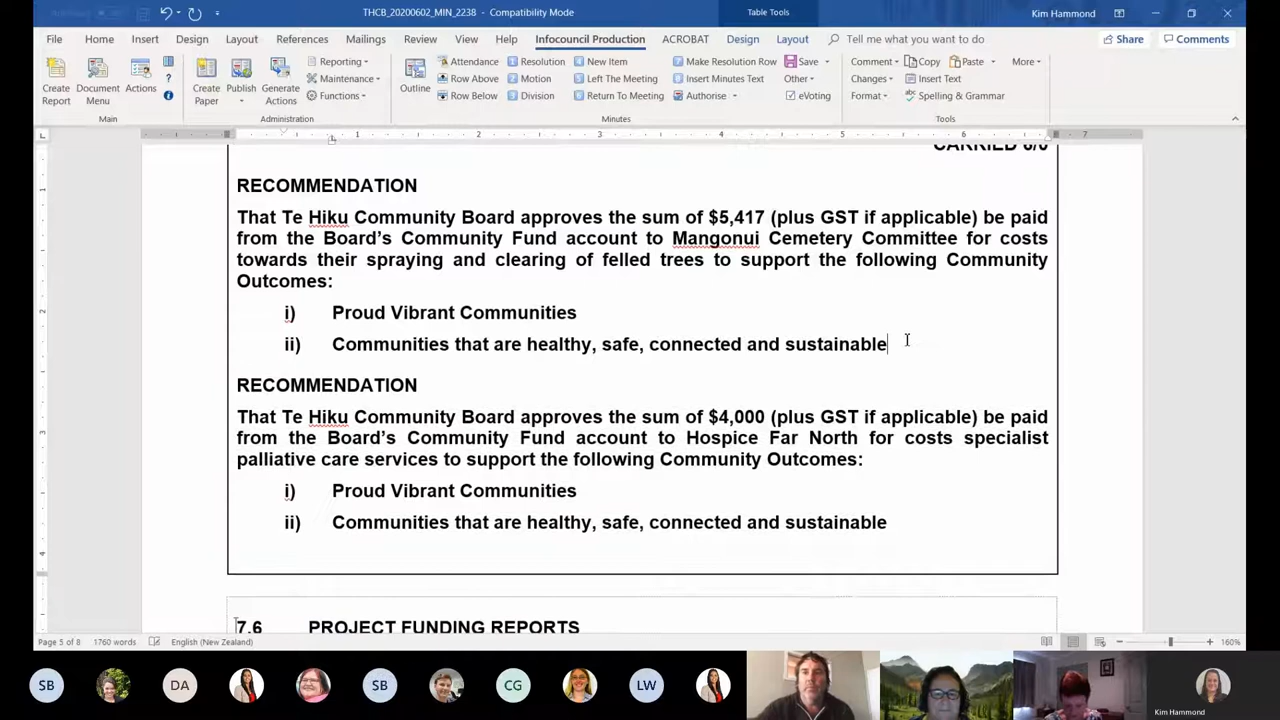 THCB_20200602_MIN_2238 - Compatibility Mode
Table Tools
Kim Hammond
File Home Insert Design Layout References Mailings Review View Help Infocouncil Production ACROBAT Design Layout Tell me what you want to do Share Comments
Create Report
Document Menu
Actions
Main
Create Paper
Publish
Generate Actions
Reporting
Maintenance
Functions
Administration
Outline
Attendance
Row Above
Row Below
Resolution
Motion
Division
New Item
Left The Meeting
Return To Meeting
Make Resolution Row
Insert Minutes Text
Authorise
Save
Other
eVoting
Minutes
Comment
Changes
Format
Copy
Paste
Insert Text
Spelling & Grammar
More
Tools
1 2 3 4 5 6 7
CARRIED 6/0
RECOMMENDATION
That Te Hiku Community Board approves the sum of $5,417 (plus GST if applicable) be paid
from the Board's Community Fund account to Mangonui Cemetery Committee for costs
towards their spraying and clearing of felled trees to support the following Community
Outcomes:
i) Proud Vibrant Communities
ii) Communities that are healthy, safe, connected and sustainable
RECOMMENDATION
That Te Hiku Community Board approves the sum of $4,000 (plus GST if applicable) be paid
from the Board's Community Fund account to Hospice Far North for costs specialist
palliative care services to support the following Community Outcomes:
i) Proud Vibrant Communities
ii) Communities that are healthy, safe, connected and sustainable
7.6 PROJECT FUNDING REPORTS
Page 5 of 8 1760 words English (New Zealand) 160%
SB DA SB CG LW
Kim Hammond